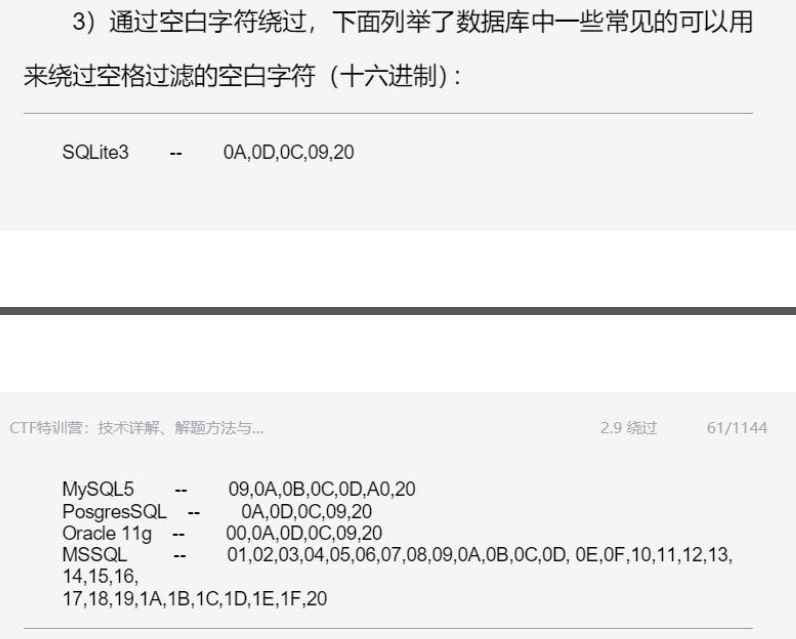 3）通过空白字符绕过，下面列举了数据库中一些常见的可以用
来绕过空格过滤的空白字符（十六进制）：
SQLite3 -- 0A,0D,0C,09,20
CTF特训营：技术详解、解题方法与... 2.9 绕过 61/1144
MySQL5 -- 09,0A,0B,0C,0D,A0,20
PosgresSQL -- 0A,0D,0C,09,20
Oracle 11g -- 00,0A,0D,0C,09,20
MSSQL -- 01,02,03,04,05,06,07,08,09,0A,0B,0C,0D, 0E,0F,10,11,12,13,
14,15,16,
17,18,19,1A,1B,1C,1D,1E,1F,20